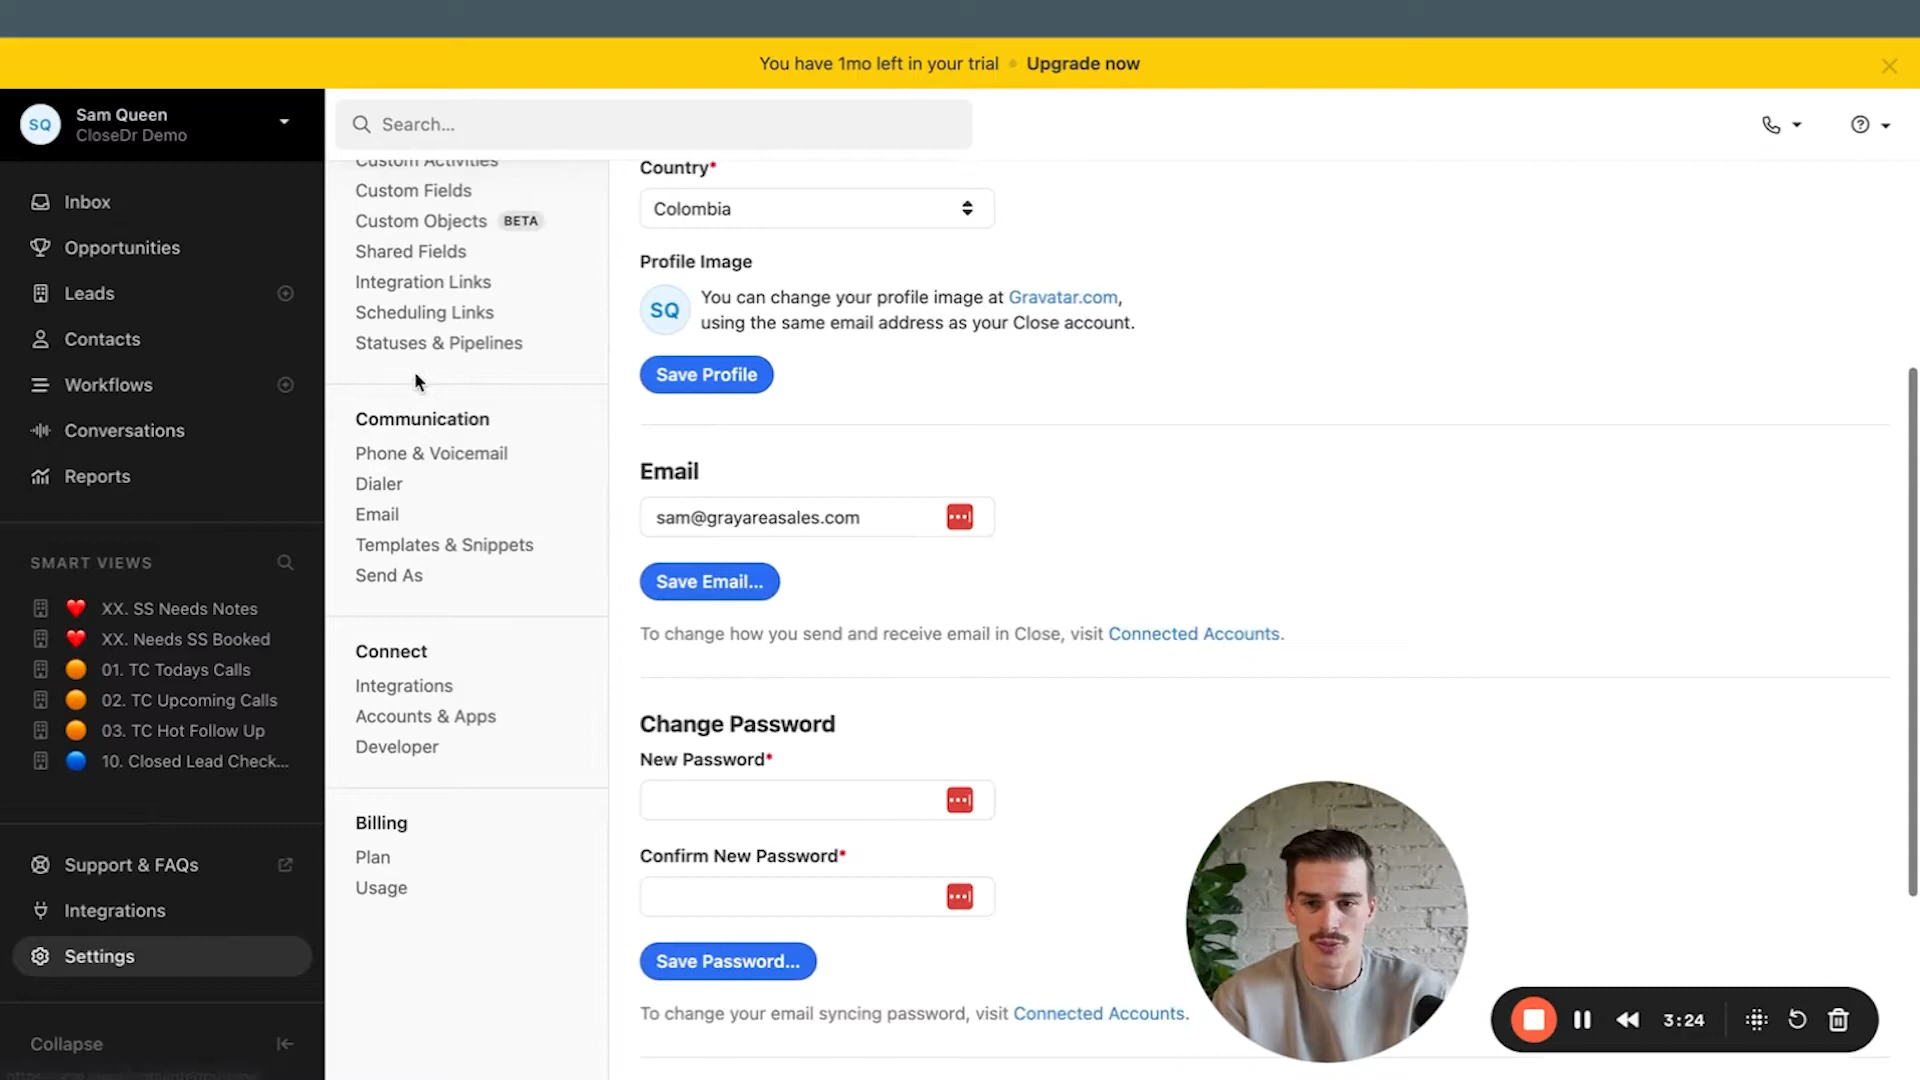 You have 1mo left in your trial • Upgrade now
SQ
Sam Queen
CloseDr Demo
Search...
Inbox
Opportunities
Leads
Contacts
Workflows
Conversations
Reports
SMART VIEWS
XX. SS Needs Notes
XX. Needs SS Booked
01. TC Todays Calls
02. TC Upcoming Calls
03. TC Hot Follow Up
10. Closed Lead Check...
Support & FAQs
Integrations
Settings
Collapse
Custom Activities
Custom Fields
Custom Objects BETA
Shared Fields
Integration Links
Scheduling Links
Statuses & Pipelines
Communication
Phone & Voicemail
Dialer
Email
Templates & Snippets
Send As
Connect
Integrations
Accounts & Apps
Developer
Billing
Plan
Usage
Country*
Colombia
Profile Image
SQ
You can change your profile image at Gravatar.com,
using the same email address as your Close account.
Save Profile
Email
sam@grayareasales.com
Save Email...
To change how you send and receive email in Close, visit Connected Accounts.
Change Password
New Password*
Confirm New Password*
Save Password...
To change your email syncing password, visit Connected Accounts.
3:24